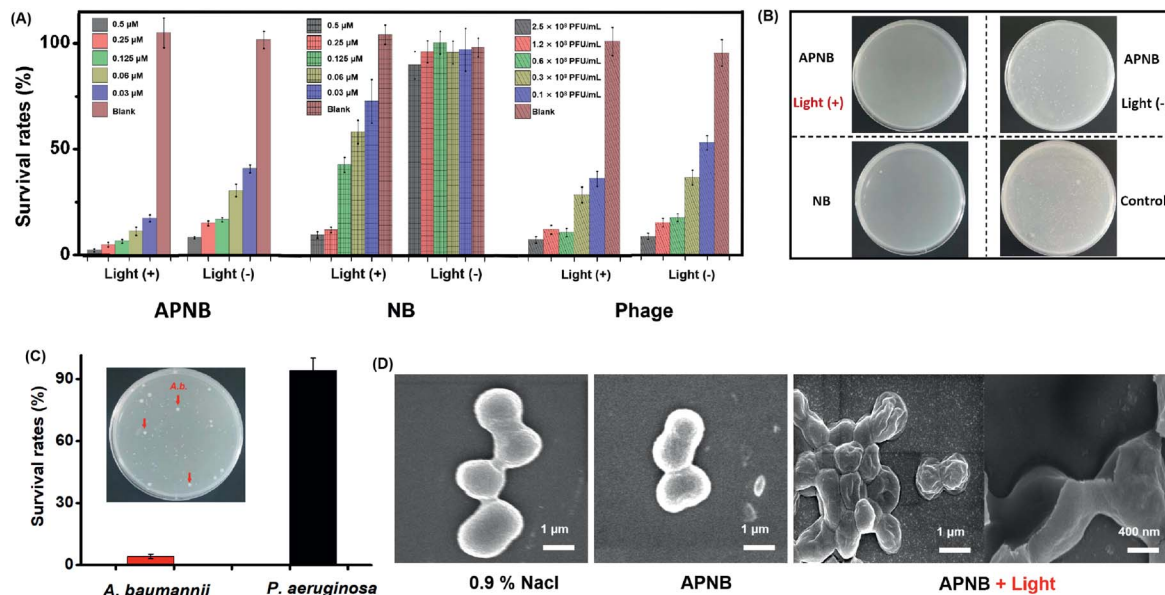 (A)
Survival rates (%)
100
50
0
0.5 μM
0.25 μM
0.125 μM
0.06 μM
0.03 μM
Blank
0.5 μM
0.25 μM
0.125 μM
0.06 μM
0.03 μM
Blank
2.5 × 10⁸ PFU/mL
1.2 × 10⁸ PFU/mL
0.6 × 10⁸ PFU/mL
0.3 × 10⁸ PFU/mL
0.1 × 10⁸ PFU/mL
Blank
Light (+) Light (-) Light (+) Light (-) Light (+) Light (-)
APNB NB Phage
(B)
APNB
Light (+)
APNB
Light (-
NB
Control
(C)
Survival rates (%)
90
60
30
0
A.b.
A. baumannii P. aeruginosa
(D)
1 μm
1 μm
1 μm
400 nm
0.9 % Nacl APNB APNB + Light